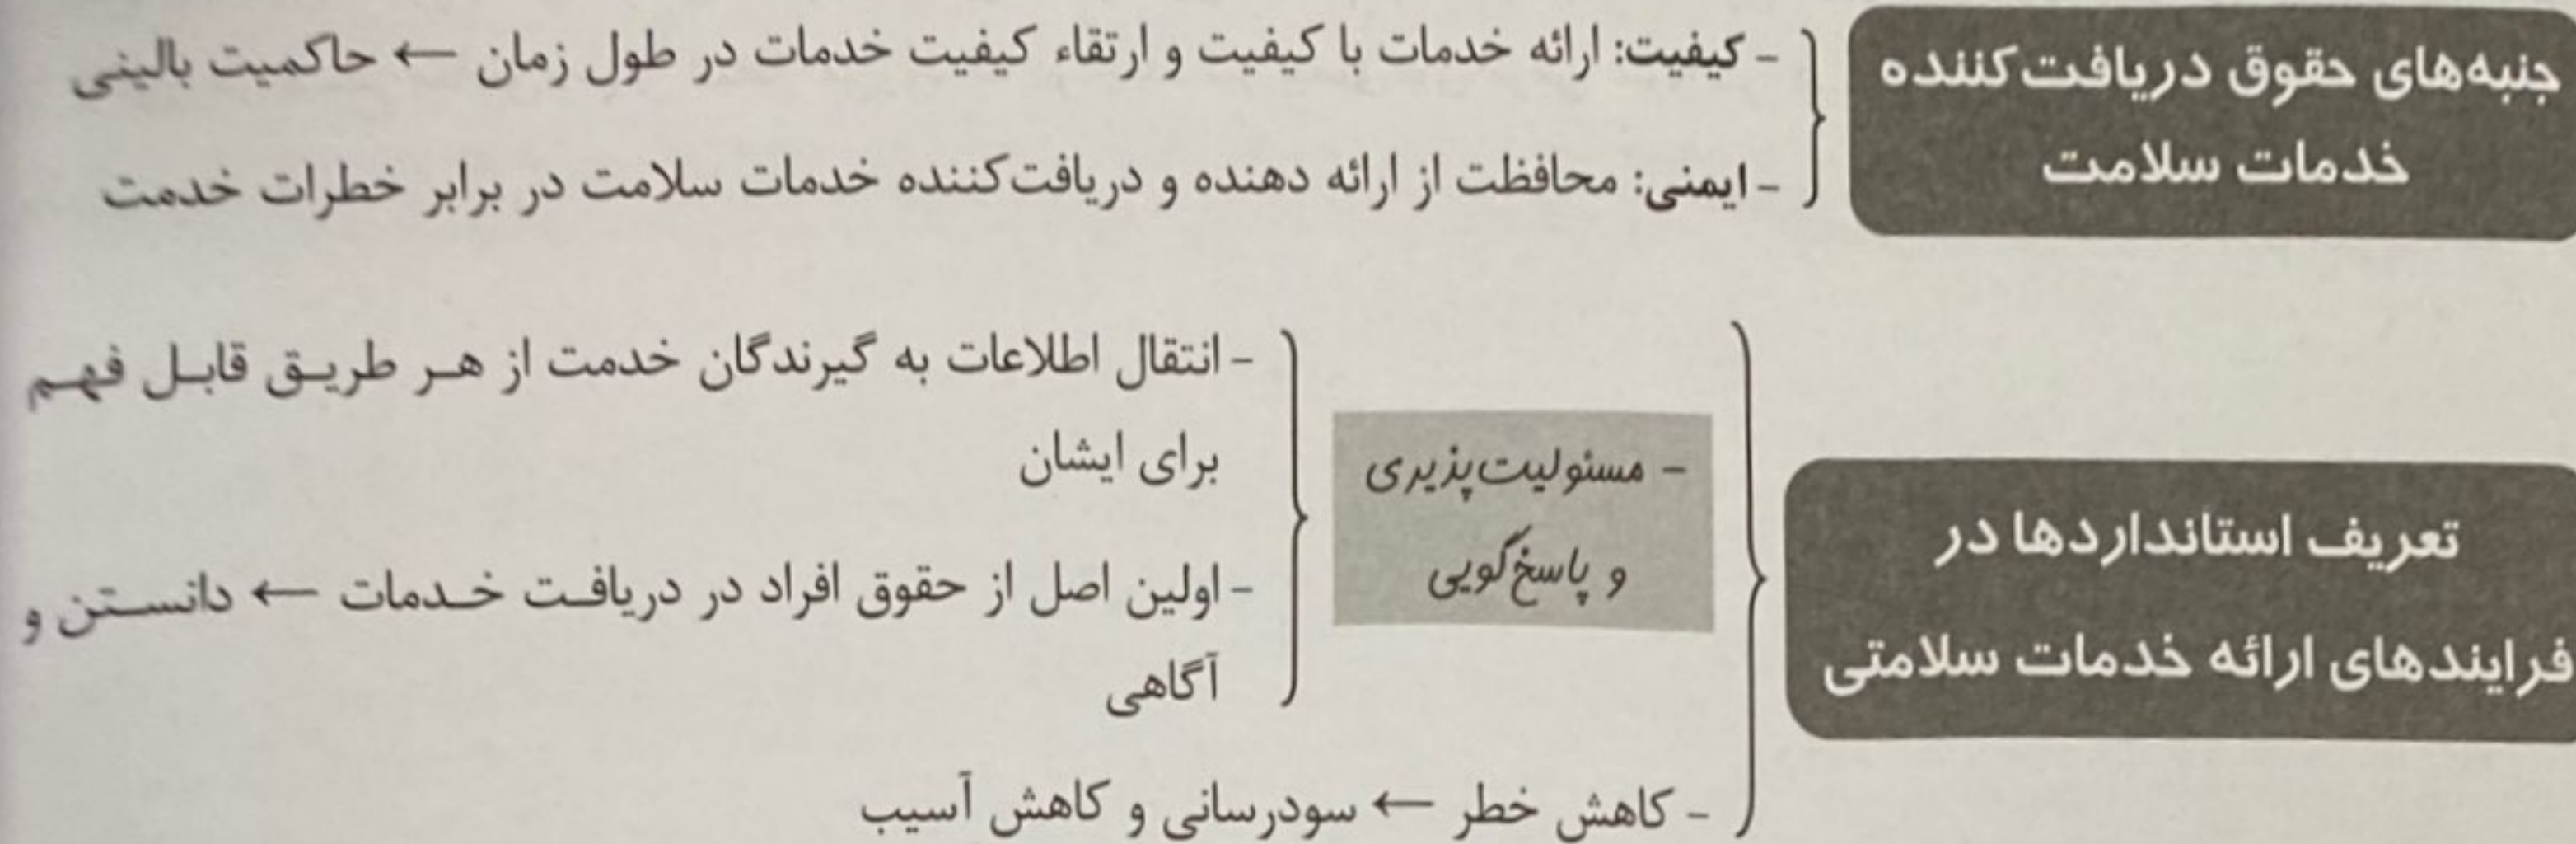 جنبه‌های حقوق دریافت‌کننده
خدمات سلامت
- کیفیت: ارائه خدمات با کیفیت و ارتقاء کیفیت خدمات در طول زمان ← حاکمیت بالینی
- ایمنی: محافظت از ارائه دهنده و دریافت‌کننده خدمات سلامت در برابر خطرات خدمت
تعریف استانداردها در
فرایندهای ارائه خدمات سلامتی
- مسئولیت‌پذیری
و پاسخ‌گویی
- انتقال اطلاعات به گیرندگان خدمت از هر طریق قابل فهم
برای ایشان
- اولین اصل از حقوق افراد در دریافت خدمات ← دانستن و
آگاهی
- کاهش خطر ← سودرسانی و کاهش آسیب